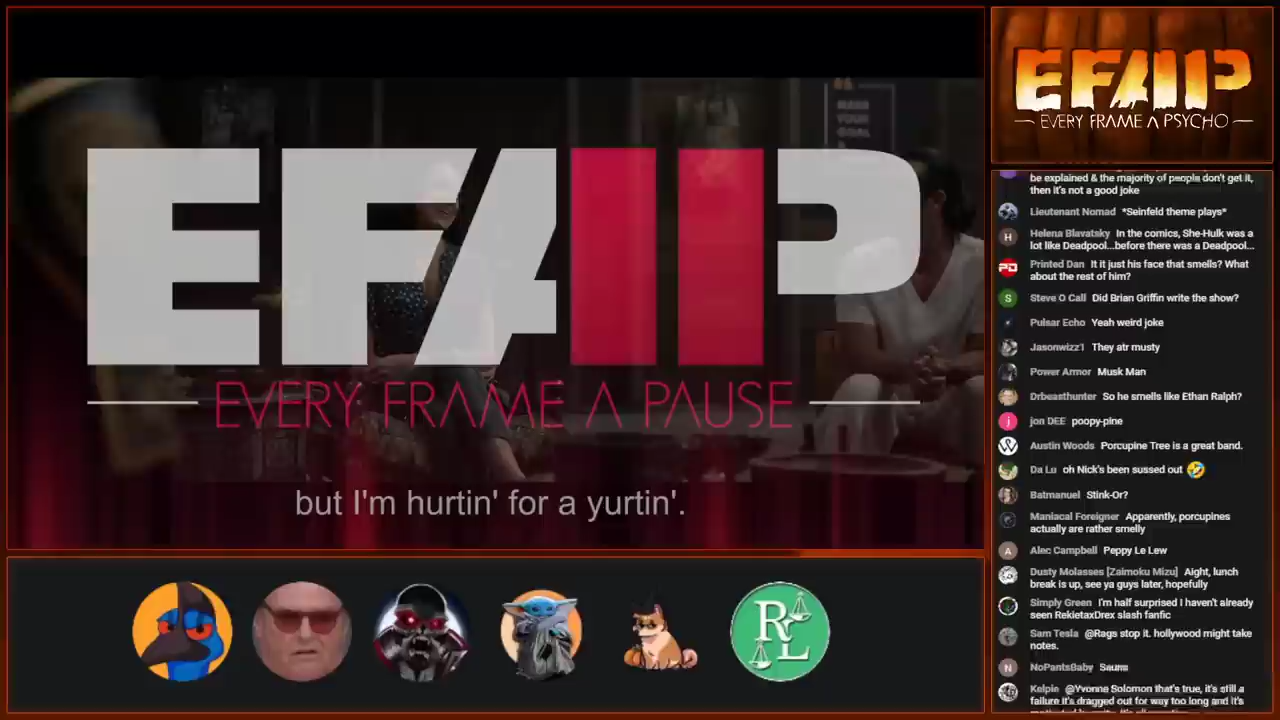 EFAP
EVERY FRAME A PAUSE
MAKE
YOUR
GOAL
but I'm hurtin' for a yurtin'.
RL
EFAP
EVERY FRAME A PSYCHO
be explained & the majority of people don't get it,
then it's not a good joke
Lieutenant Nomad *Seinfeld theme plays*
H
Helena Blavatsky In the comics, She-Hulk was a
lot like Deadpool...before there was a Deadpool...
PD
Printed Dan It it just his face that smells? What
about the rest of him?
S
Steve O Call Did Brian Griffin write the show?
Pulsar Echo Yeah weird joke
Jasonwizz1 They atr musty
Power Armor Musk Man
Drbeasthunter So he smells like Ethan Ralph?
j
jon DEE poopy-pine
Austin Woods Porcupine Tree is a great band.
Da Lu oh Nick's been sussed out 🤣
Batmanuel Stink-Or?
Maniacal Foreigner Apparently, porcupines
actually are rather smelly
A
Alec Campbell Peppy Le Lew
Dusty Molasses [Zaimoku Mizu] Aight, lunch
break is up, see ya guys later, hopefully
Simply Green I'm half surprised I haven't already
seen RekietaxDrex slash fanfic
Sam Tesla @Rags stop it. hollywood might take
notes.
N
NoPantsBaby
Kelpie @Yvonne Solomon that's true, it's still a
failure it's dragged out for way too long and it's